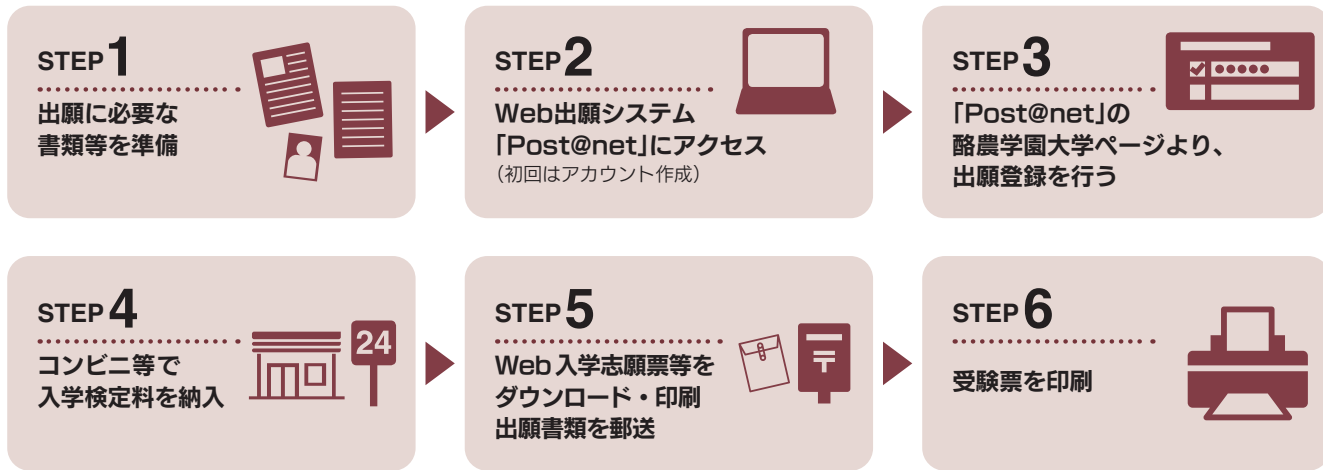 STEP1
出願に必要な
書類等を準備
STEP2
Web出願システム
「Post@net」にアクセス
（初回はアカウント作成）
STEP3
「Post@net」の
酪農学園大学ページより、
出願登録を行う
STEP4
コンビニ等で
入学検定料を納入
24
STEP5
Web入学志願票等を
ダウンロード・印刷
出願書類を郵送
〒
STEP6
受験票を印刷